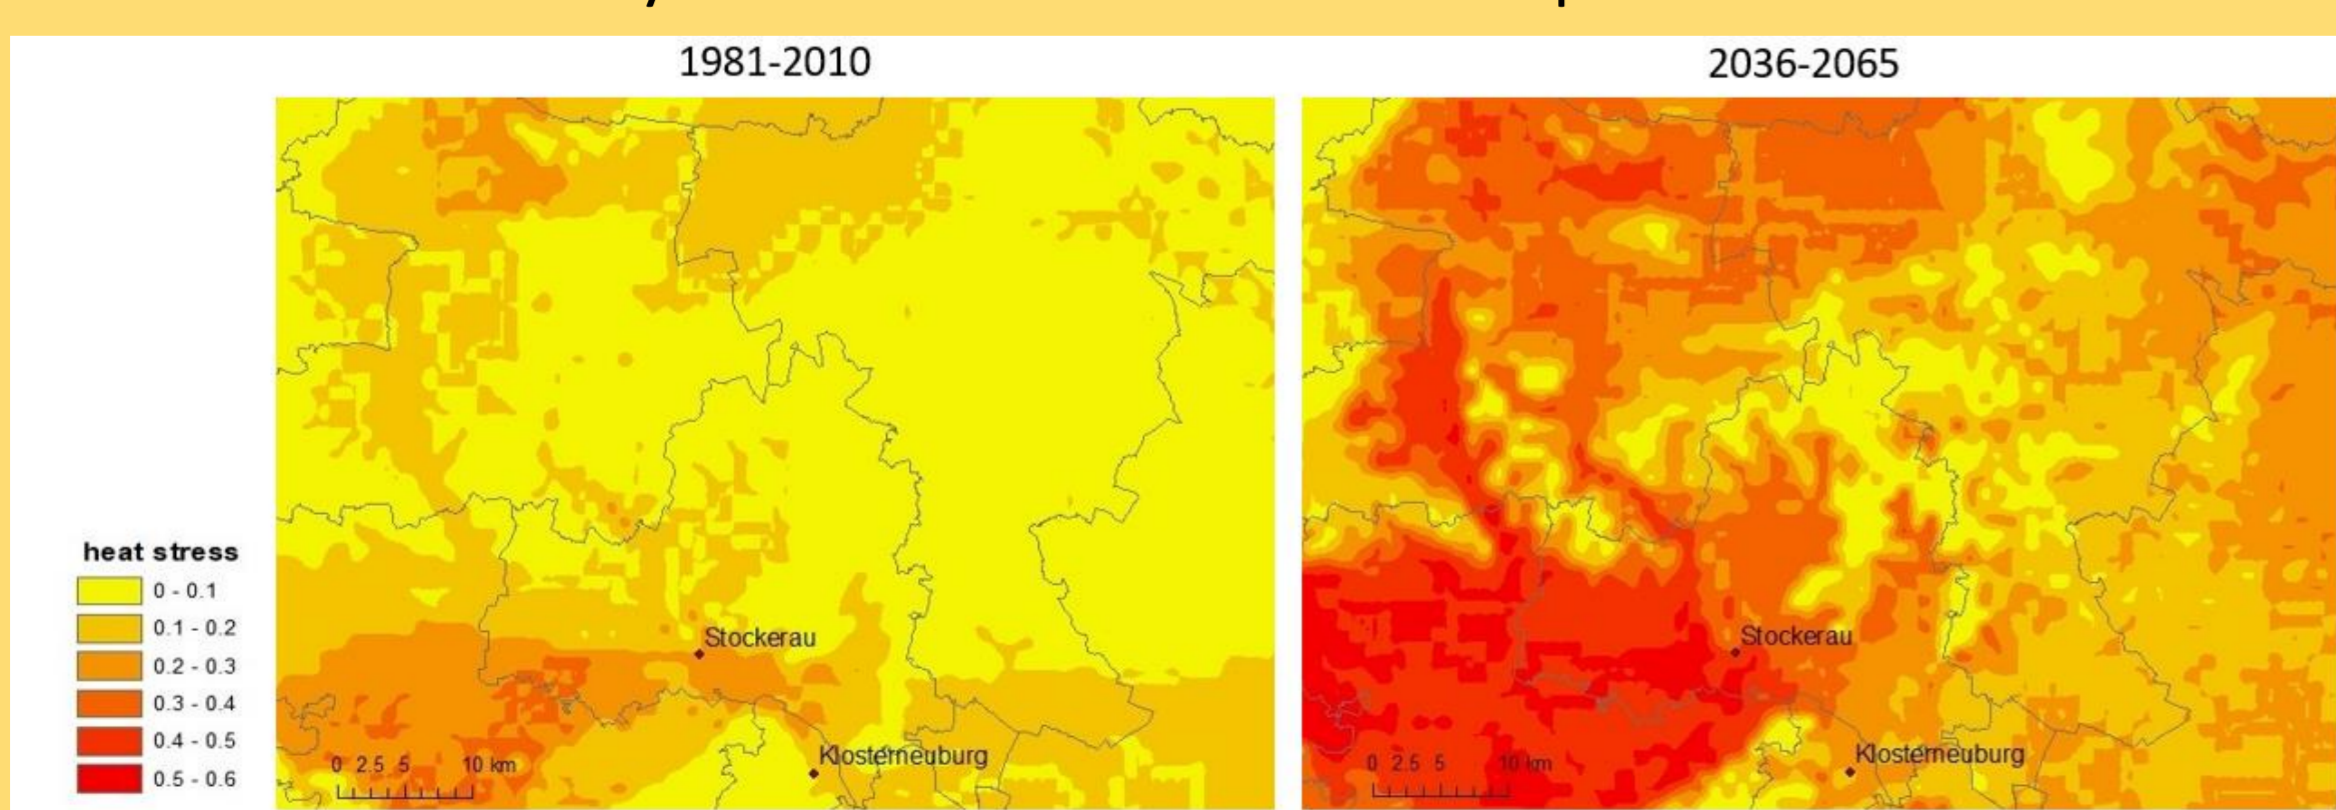 1981-2010
2036-2065
heat stress
0 - 0.1
0.1 - 0.2
0.2 - 0.3
0.3 - 0.4
0.4 - 0.5
0.5 - 0.6
Stockerau
Klosterneuburg
0 2.5 5 10 km
Stockerau
Klosterneuburg
0 2.5 5 10 km